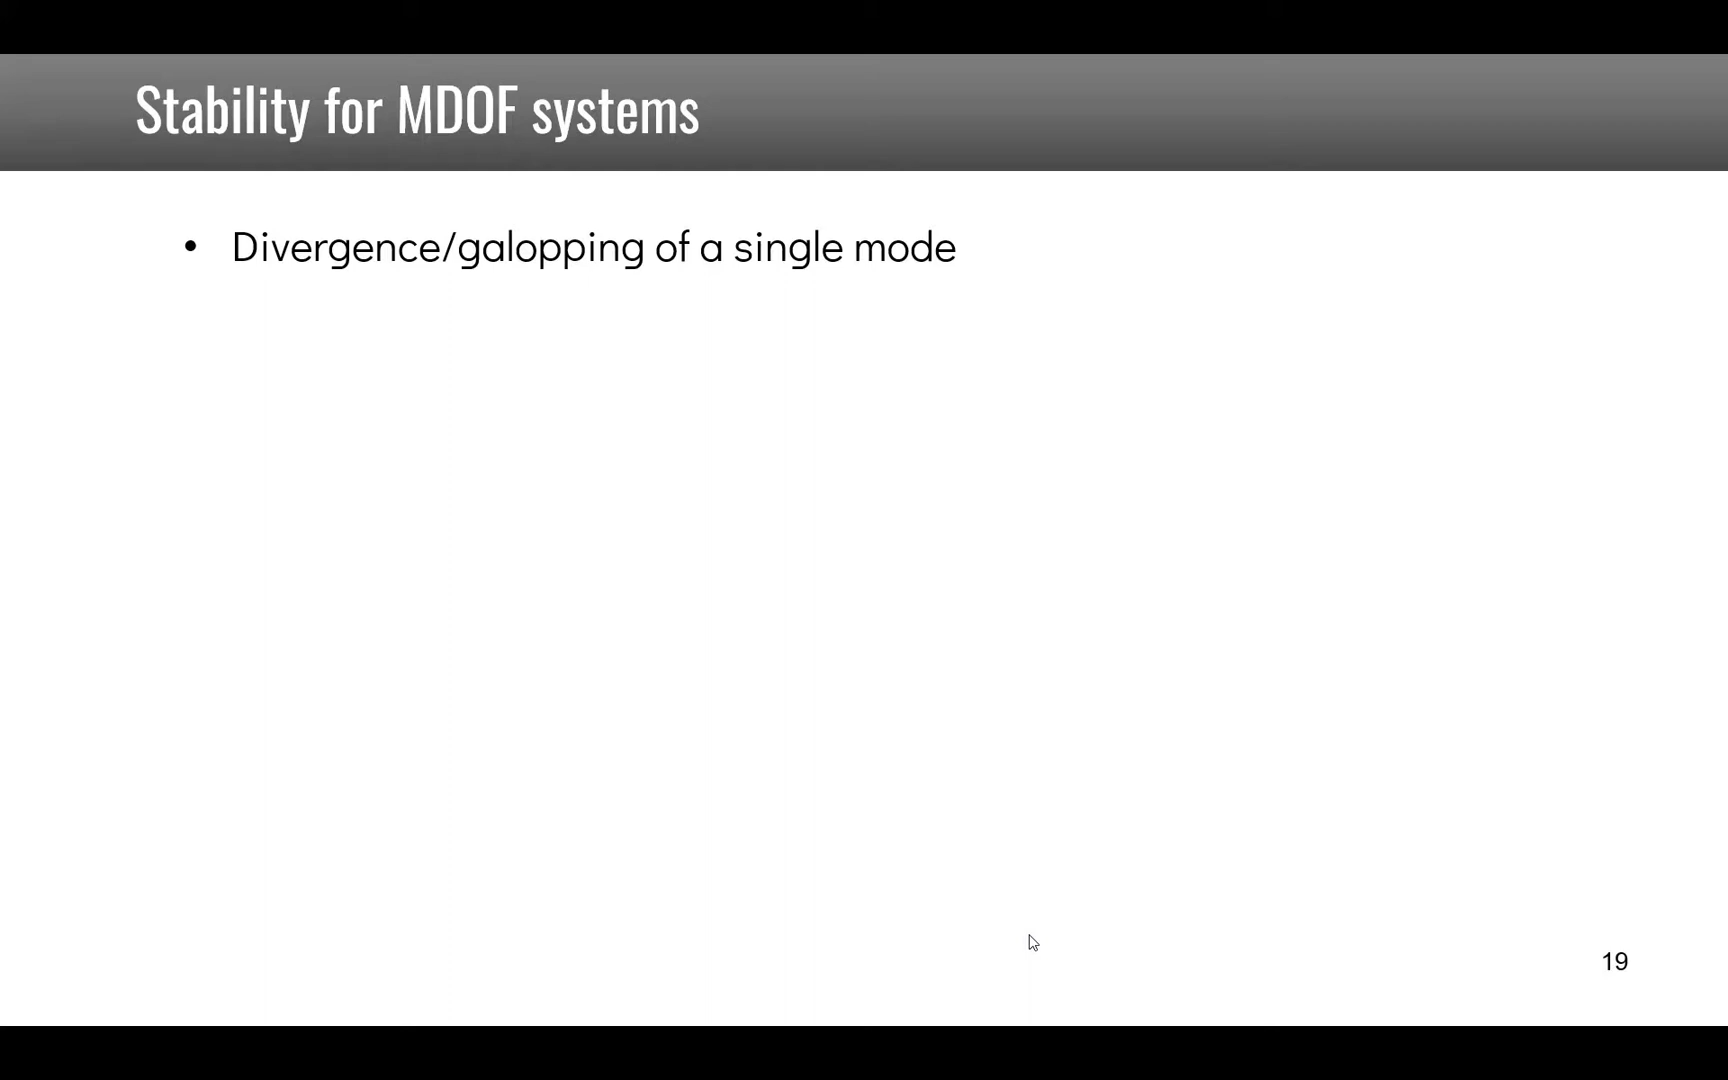 Stability for MDOF systems
• Divergence/galopping of a single mode
19